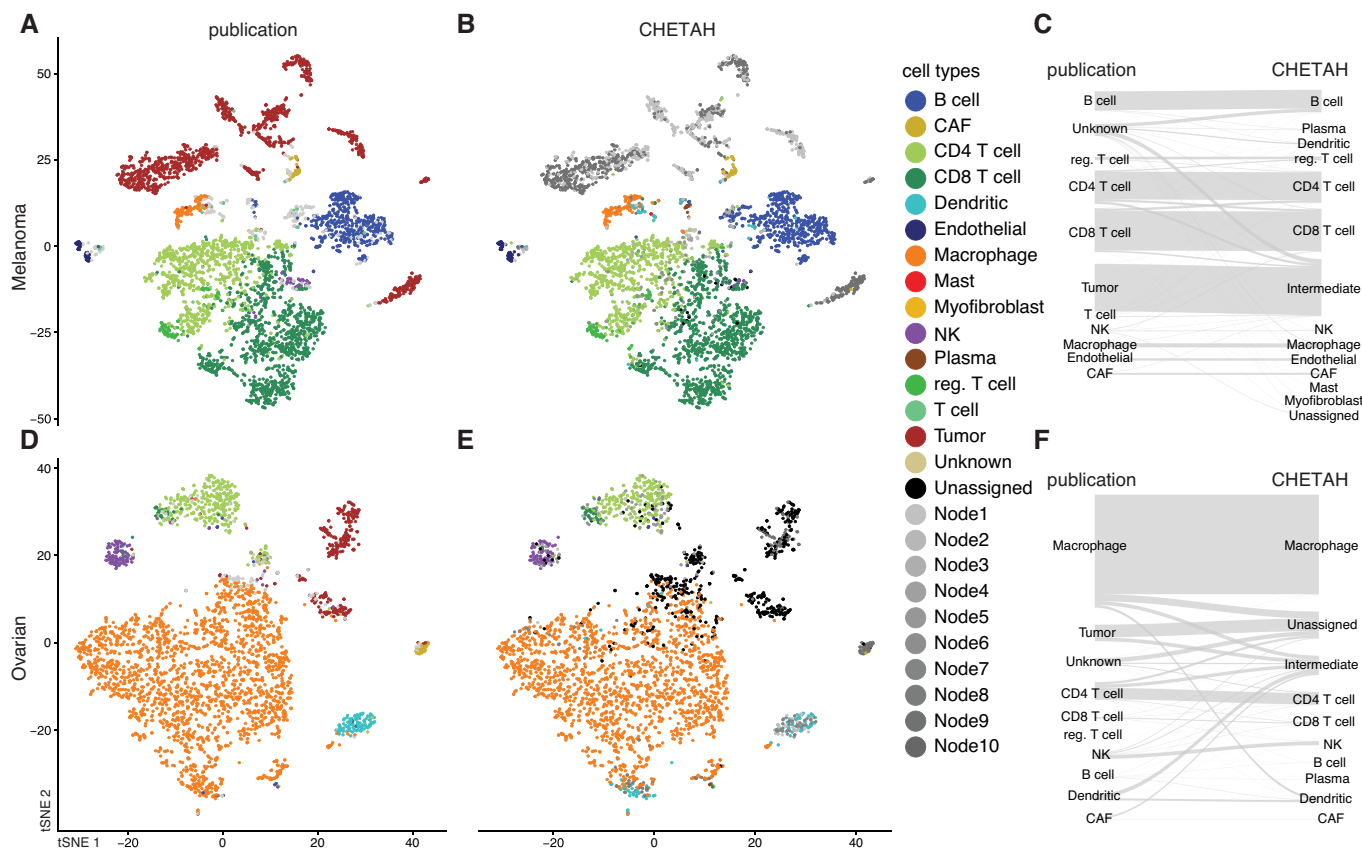 A
publication
B
CHETAH
C
publication
CHETAH
Melanoma
50
25
0
−25
−50
cell types
B cell
CAF
CD4 T cell
CD8 T cell
Dendritic
Endothelial
Macrophage
Mast
Myofibroblast
NK
Plasma
reg. T cell
T cell
Tumor
Unknown
Unassigned
Node1
Node2
Node3
Node4
Node5
Node6
Node7
Node8
Node9
Node10
B cell
Unknown
reg. T cell
CD4 T cell
CD8 T cell
Tumor
T cell
NK
Macrophage
Endothelial
CAF
B cell
Plasma
Dendritic
reg. T cell
CD4 T cell
CD8 T cell
Intermediate
NK
Macrophage
Endothelial
CAF
Mast
Myofibroblast
Unassigned
D
E
F
Ovarian
40
20
0
−20
tSNE 2
tSNE 1
−20
0
20
40
−20
0
20
40
publication
CHETAH
Macrophage
Tumor
Unknown
CD4 T cell
CD8 T cell
reg. T cell
NK
B cell
Dendritic
CAF
Macrophage
Unassigned
Intermediate
CD4 T cell
CD8 T cell
NK
B cell
Plasma
Dendritic
CAF